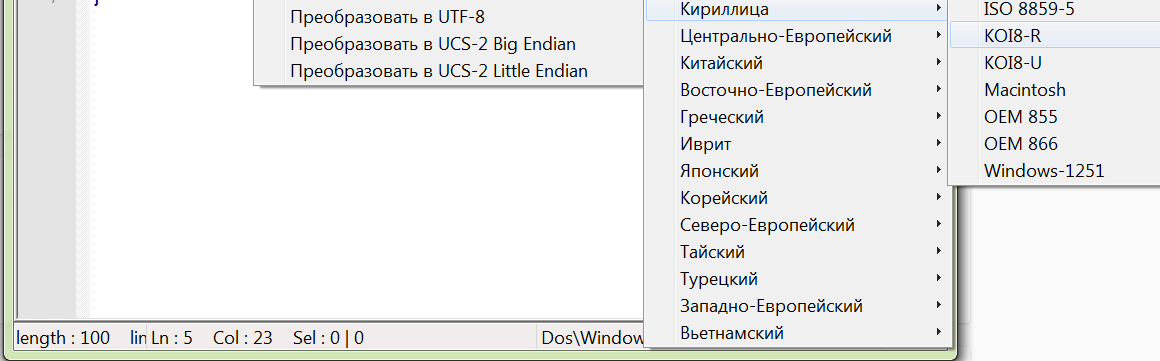 Преобразовать в UTF-8
Преобразовать в UCS-2 Big Endian
Преобразовать в UCS-2 Little Endian
Кириллица
Центрально-Европейский
Китайский
Восточно-Европейский
Греческий
Иврит
Японский
Корейский
Северо-Европейский
Тайский
Турецкий
Западно-Европейский
Вьетнамский
ISO 8859-5
KOI8-R
KOI8-U
Macintosh
OEM 855
OEM 866
Windows-1251
length : 100 lin Ln : 5 Col : 23 Sel : 0 | 0 Dos\Window